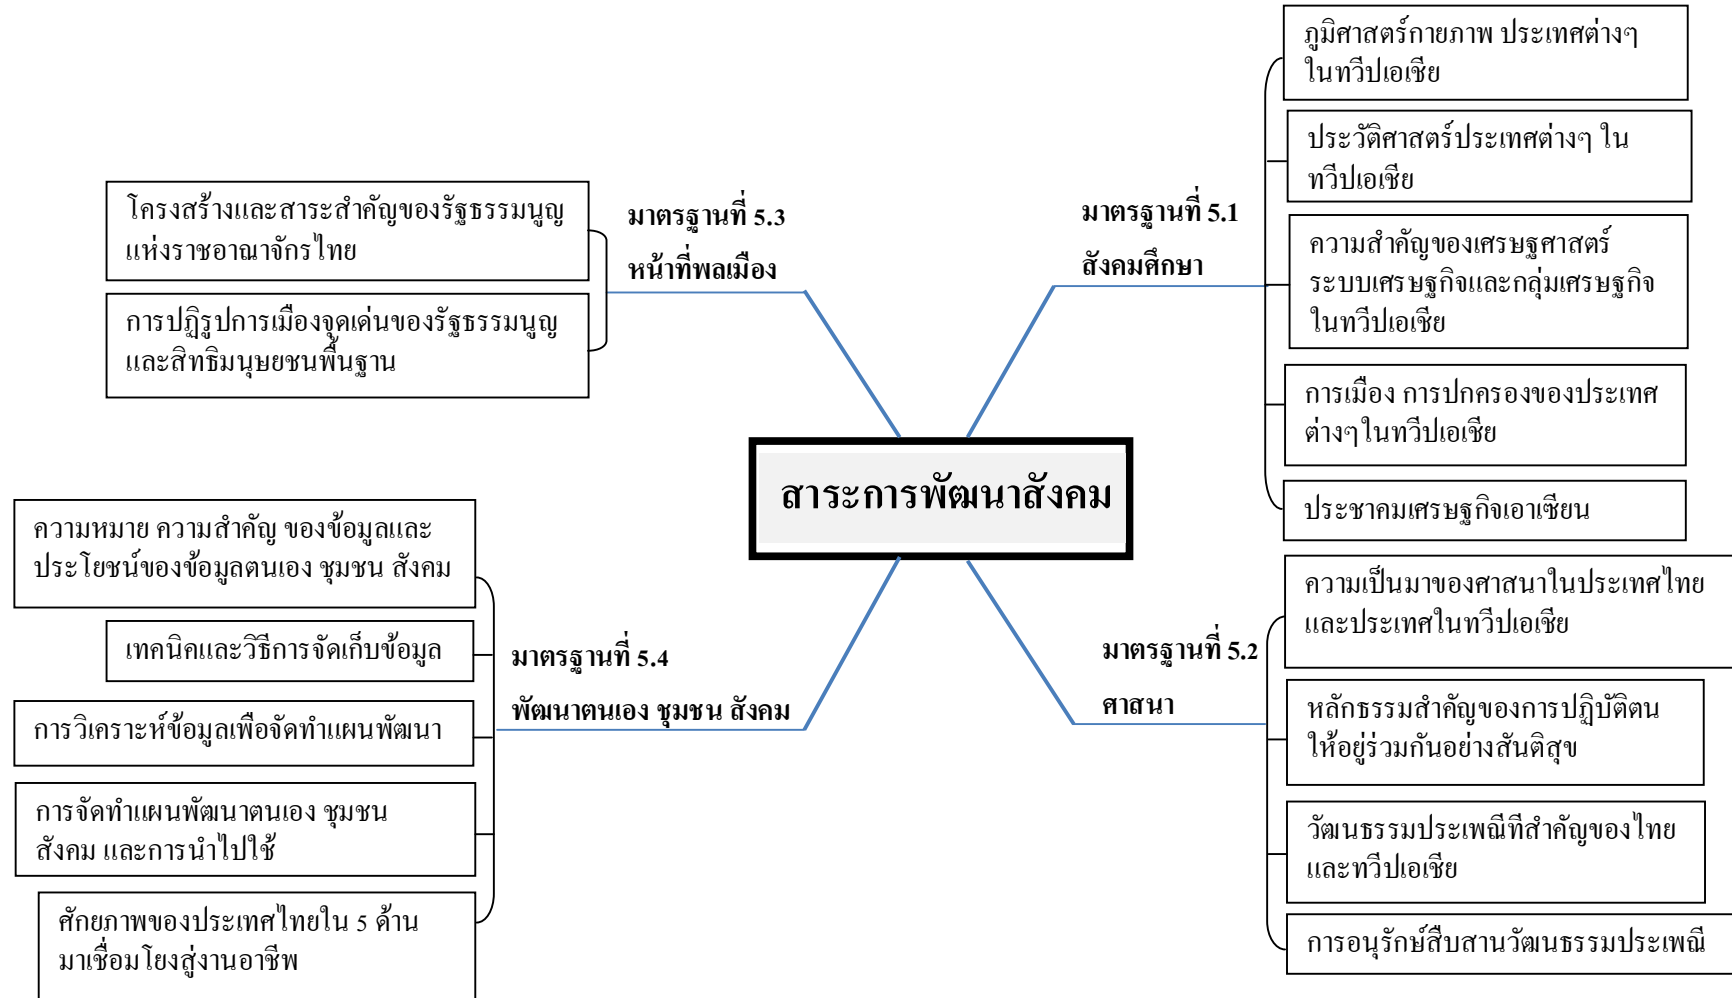 สาระการพัฒนาสังคม
มาตรฐานที่ 5.1
สังคมศึกษา
ภูมิศาสตร์กายภาพ ประเทศต่างๆ
ในทวีปเอเชีย
ประวัติศาสตร์ประเทศต่างๆ ใน
ทวีปเอเชีย
ความสำคัญของเศรษฐศาสตร์
ระบบเศรษฐกิจและกลุ่มเศรษฐกิจ
ในทวีปเอเชีย
การเมือง การปกครองของประเทศ
ต่างๆในทวีปเอเชีย
ประชาคมเศรษฐกิจเอาเซียน
มาตรฐานที่ 5.2
ศาสนา
ความเป็นมาของศาสนาในประเทศไทย
และประเทศในทวีปเอเชีย
หลักธรรมสำคัญของการปฏิบัติตน
ให้อยู่ร่วมกันอย่างสันติสุข
วัฒนธรรมประเพณีทีสำคัญของไทย
และทวีปเอเชีย
การอนุรักษ์สืบสานวัฒนธรรมประเพณี
มาตรฐานที่ 5.3
หน้าที่พลเมือง
โครงสร้างและสาระสำคัญของรัฐธรรมนูญ
แห่งราชอาณาจักรไทย
การปฏิรูปการเมืองจุดเด่นของรัฐธรรมนูญ
และสิทธิมนุษยชนพื้นฐาน
มาตรฐานที่ 5.4
พัฒนาตนเอง ชุมชน สังคม
ความหมาย ความสำคัญ ของข้อมูลและ
ประโยชน์ของข้อมูลตนเอง ชุมชน สังคม
เทคนิคและวิธีการจัดเก็บข้อมูล
การวิเคราะห์ข้อมูลเพือจัดทำแผนพัฒนา
การจัดทำแผนพัฒนาตนเอง ชุมชน
สังคม และการนำไปใช้
ศักยภาพของประเทศไทยใน 5 ด้าน
มาเชื่อมโยงสู่งานอาชีพ